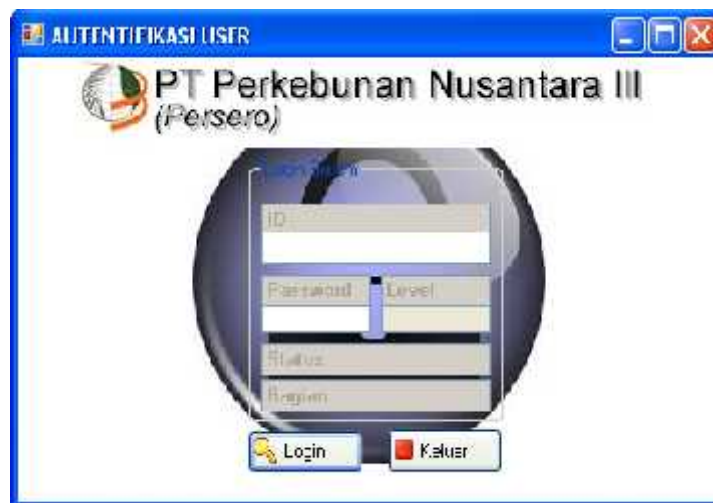 AUTENTIFIKASI USER
PT Perkebunan Nusantara III
(Persero)
ID
Password Level
Status
Bagian
Login Keluar